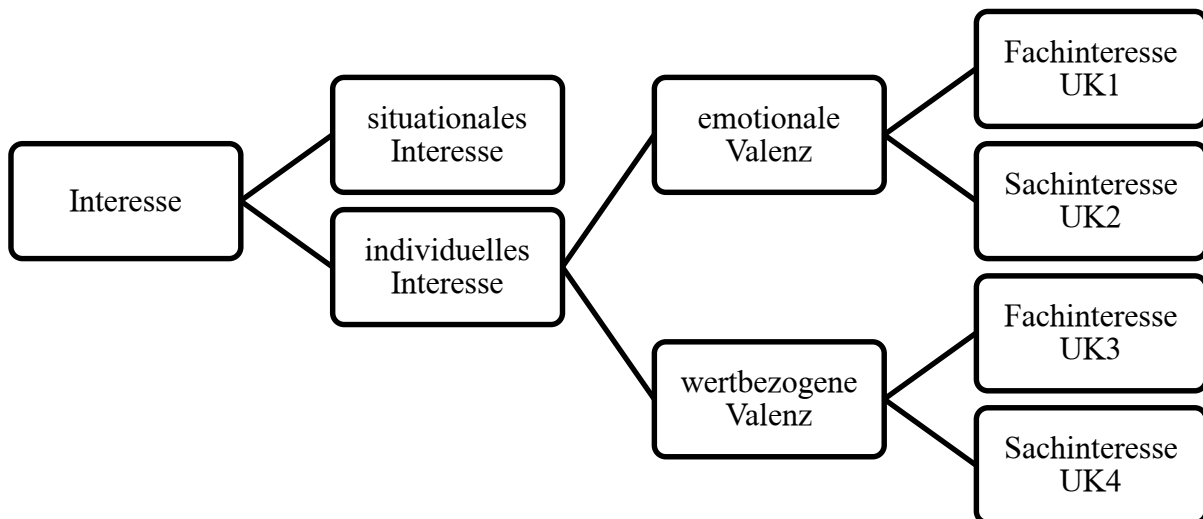 Interesse
situationales
Interesse
individuelles
Interesse
emotionale
Valenz
wertbezogene
Valenz
Fachinteresse
UK1
Sachinteresse
UK2
Fachinteresse
UK3
Sachinteresse
UK4